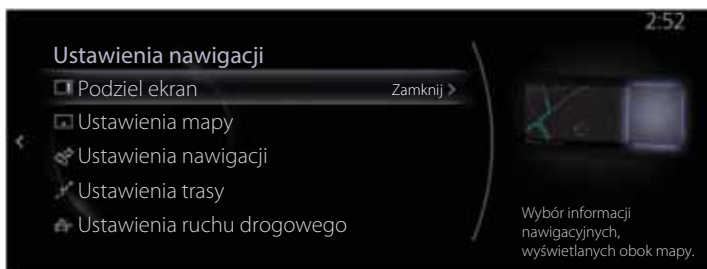 2:52
Ustawienia nawigacji
Podziel ekran Zamknij
Ustawienia mapy
Ustawienia nawigacji
Ustawienia trasy
Ustawienia ruchu drogowego
Wybór informacji
nawigacyjnych,
wyświetlanych obok mapy.